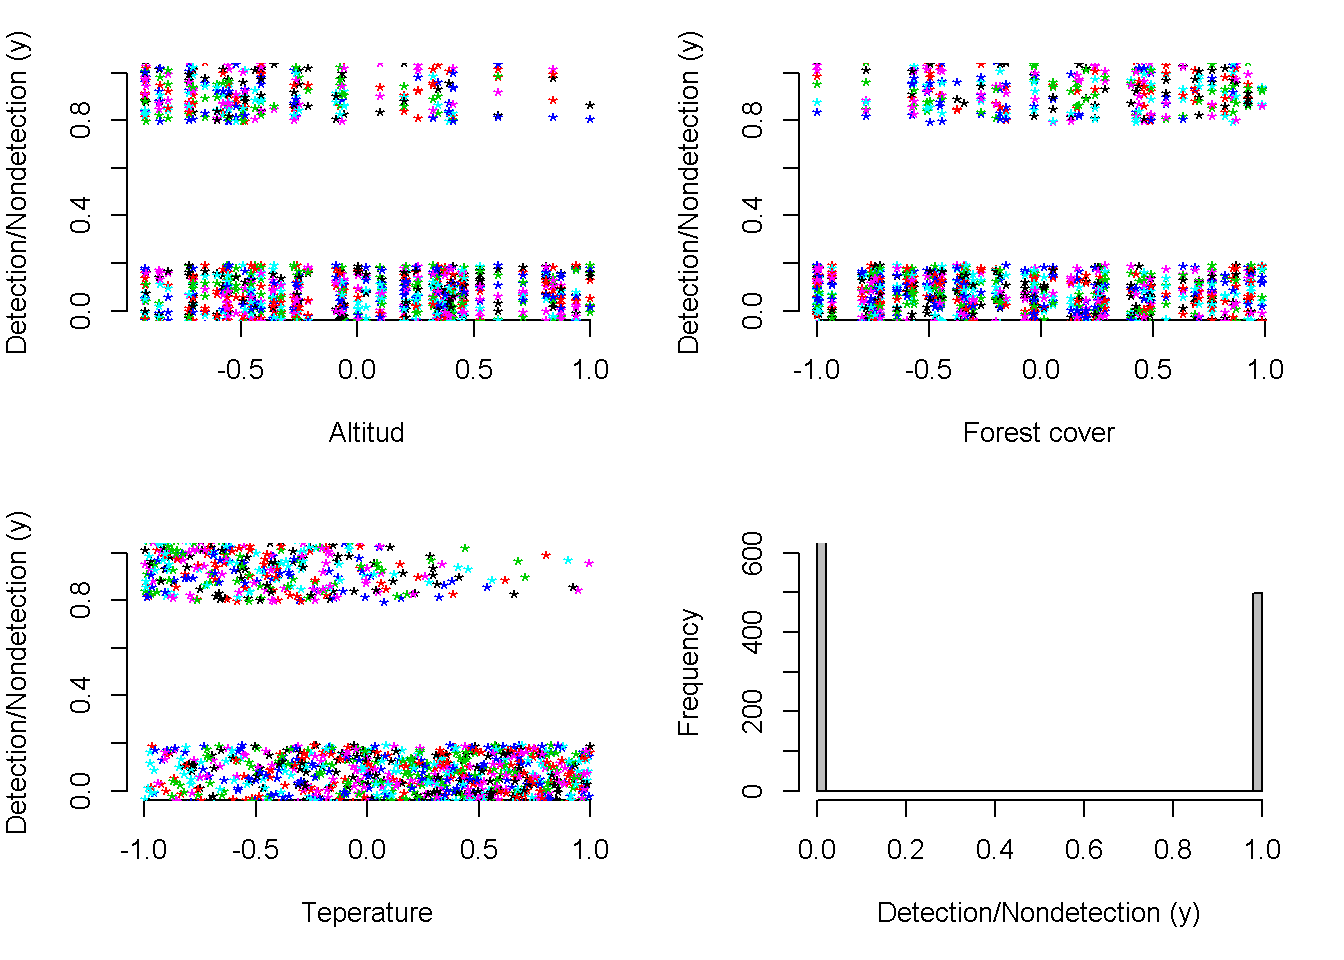 Detection/Nondetection (y)
0.8
0.4
0.0
-0.5 0.0 0.5 1.0
Altitud
Detection/Nondetection (y)
0.8
0.4
0.0
-1.0 -0.5 0.0 0.5 1.0
Forest cover
Detection/Nondetection (y)
0.8
0.4
0.0
-1.0 -0.5 0.0 0.5 1.0
Teperature
Frequency
600
400
200
0
0.0 0.2 0.4 0.6 0.8 1.0
Detection/Nondetection (y)